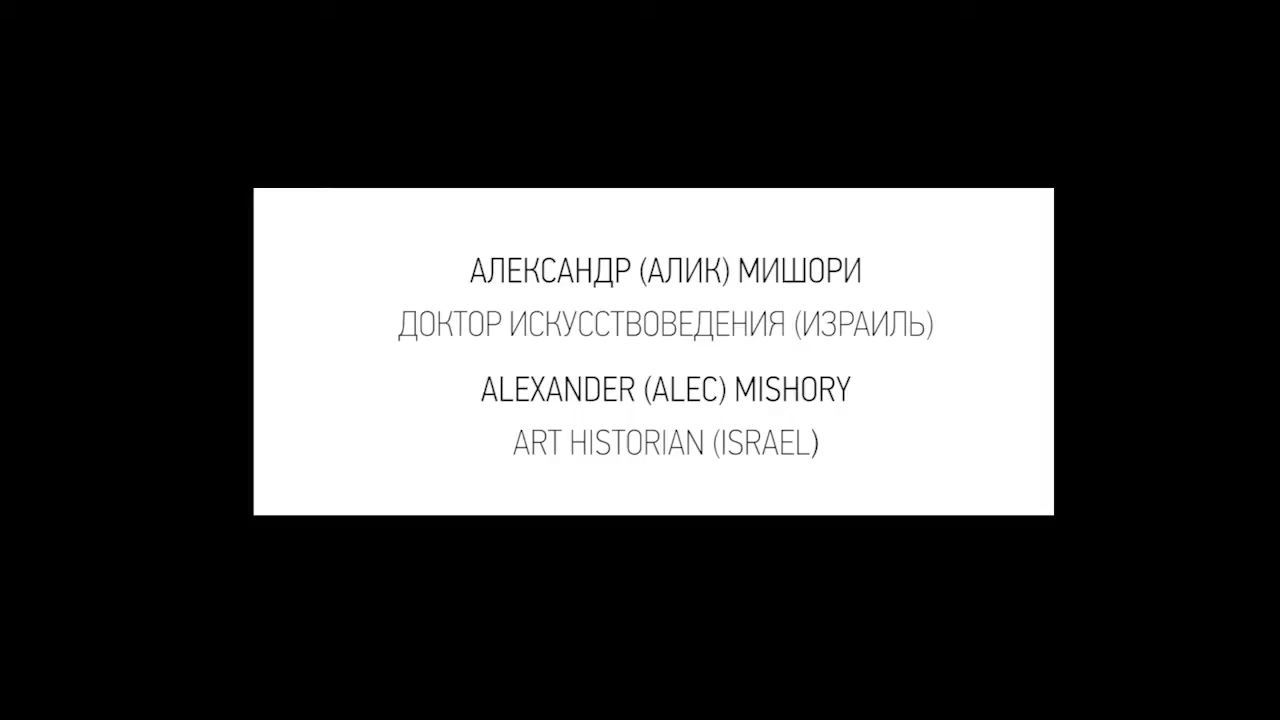 АЛЕКСАНДР (АЛИК) МИШОРИ
ДОКТОР ИСКУССТВОВЕДЕНИЯ (ИЗРАИЛЬ)
ALEXANDER (ALEC) MISHORY
ART HISTORIAN (ISRAEL)